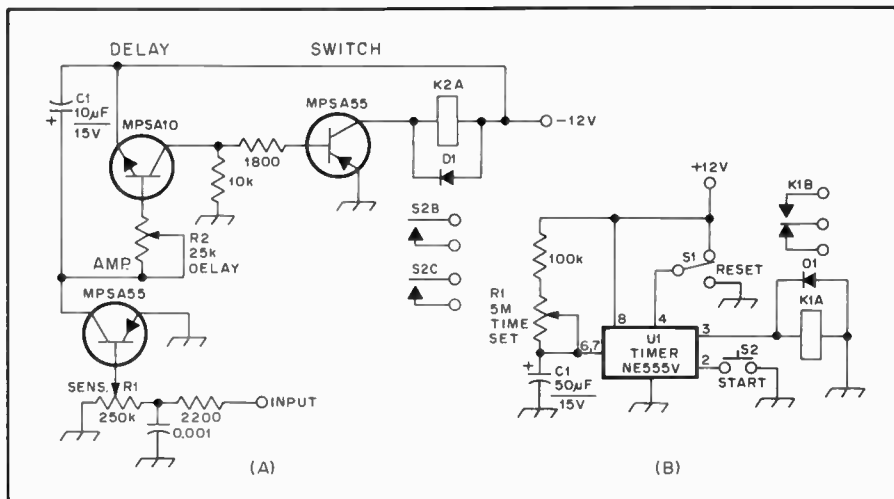 DELAY
SWITCH
C1
10µF
15V
+
MPSA10
MPSA55
K2A
-12V
1800
D1
10k
R2
25k
DELAY
AMP.
MPSA55
S2B
S2C
SENS.
R1
250k
2200
0.001
INPUT
(A)
+12V
K1B
100k
S1
RESET
D1
R1
5M
TIME
SET
6,7
8
4
3
U1
TIMER
NE555V
2
K1A
S2
START
+
C1
50µF
15V
(B)